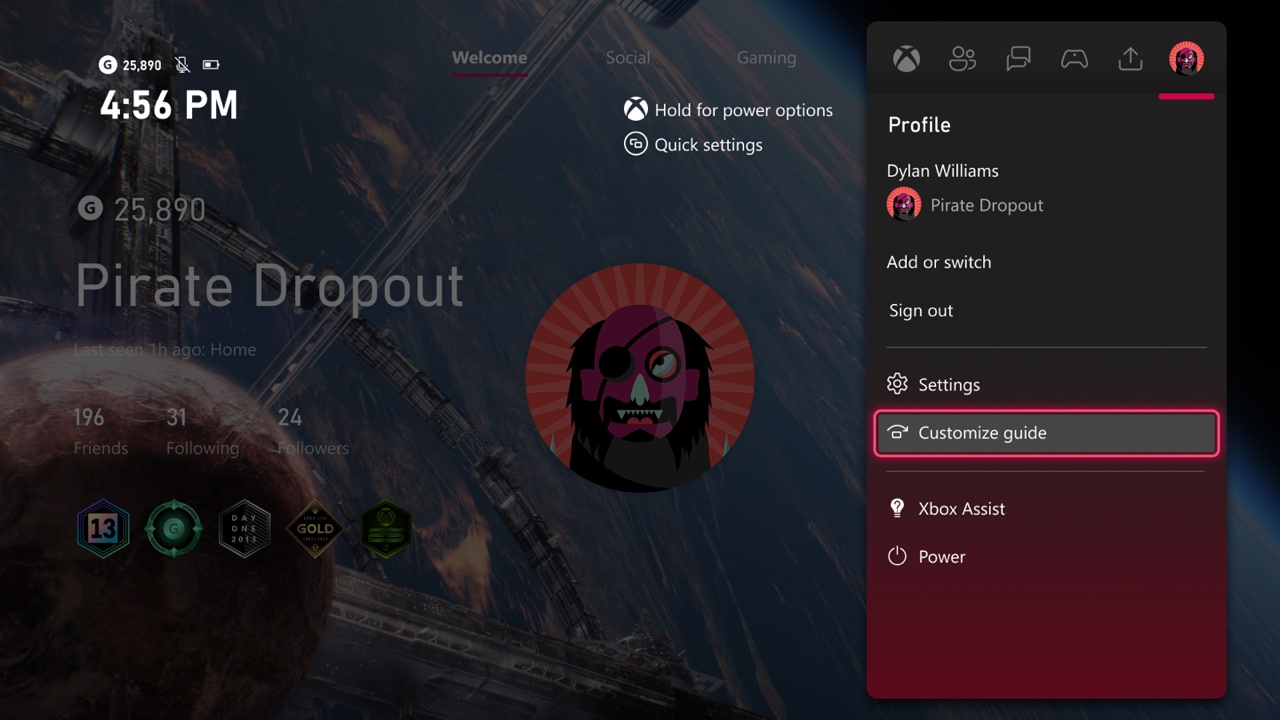 G 25,890
4:56 PM
Welcome
Social
Gaming
Hold for power options
Quick settings
G 25,890
Pirate Dropout
Last seen 1h ago: Home
196
31
24
Friends
Following
Followers
13
G
DAY
ONE
2013
GOLD
Profile
Dylan Williams
Pirate Dropout
Add or switch
Sign out
Settings
Customize guide
Xbox Assist
Power